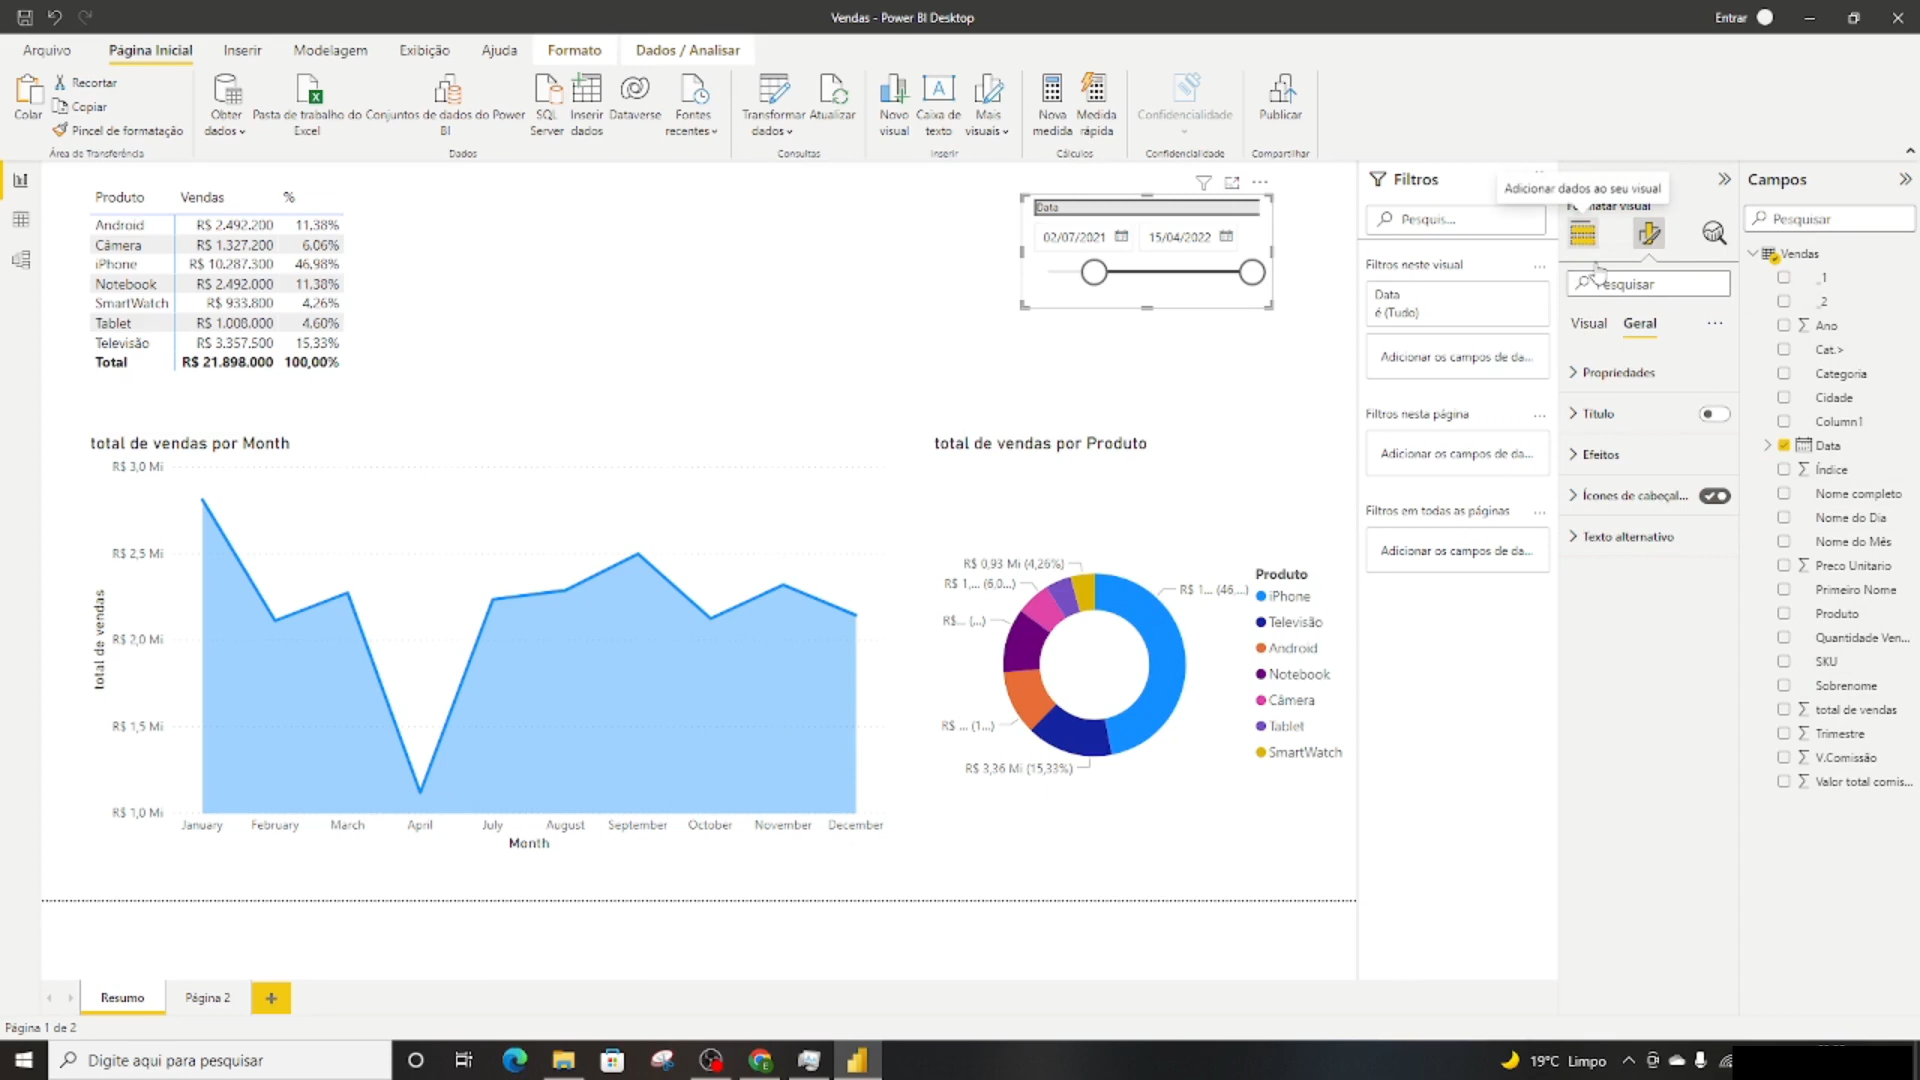 Vendas - Power BI Desktop
Entrar
Arquivo
Página Inicial
Inserir
Modelagem
Exibição
Ajuda
Formato
Dados / Analisar
Colar
Recortar
Copiar
Pincel de formatação
Área de Transferência
Obter dados
Pasta de trabalho do Excel
Conjuntos de dados do Power BI
SQL Server
Inserir dados
Dataverse
Fontes recentes
Dados
Transformar dados
Atualizar
Consultas
Novo visual
Caixa de texto
Mais visuais
Inserir
Nova medida
Medida rápida
Cálculos
Confidencialidade
Confidencialidade
Publicar
Compartilhar
Produto Vendas %
Android R$ 2.492.200 11,38%
Câmera R$ 1.327.200 6,06%
iPhone R$ 10.287.300 46,98%
Notebook R$ 2.492.000 11,38%
SmartWatch R$ 933.800 4,26%
Tablet R$ 1.008.000 4,60%
Televisão R$ 3.357.500 15,33%
Total R$ 21.898.000 100,00%
Data
02/07/2021 15/04/2022
total de vendas por Month
R$ 3,0 Mi
R$ 2,5 Mi
R$ 2,0 Mi
R$ 1,5 Mi
R$ 1,0 Mi
total de vendas
January February March April July August September October November December
Month
total de vendas por Produto
R$ 0,93 Mi (4,26%)
R$ 1,... (6,0...)
R$... (...)
R$ ... (1...)
R$ 3,36 Mi (15,33%)
R$ 1... (46,...)
Produto
iPhone
Televisão
Android
Notebook
Câmera
Tablet
SmartWatch
Filtros
Pesquis...
Filtros neste visual ...
Data
é (Tudo)
Adicionar os campos de da...
Filtros nesta página ...
Adicionar os campos de da...
Filtros em todas as páginas ...
Adicionar os campos de da...
Adicionar dados ao seu visual
visual
Visual Geral ...
Propriedades
Título
Efeitos
Ícones de cabeçal...
Texto alternativo
Campos
Pesquisar
Vendas
_1
_2
Ano
Cat.>
Categoria
Cidade
Column1
Data
Índice
Nome completo
Nome do Dia
Nome do Mês
Preco Unitario
Primeiro Nome
Produto
Quantidade Ven...
SKU
Sobrenome
total de vendas
Trimestre
V.Comissão
Valor total comis...
Resumo
Página 2
+
Página 1 de 2
Digite aqui para pesquisar
19°C Limpo